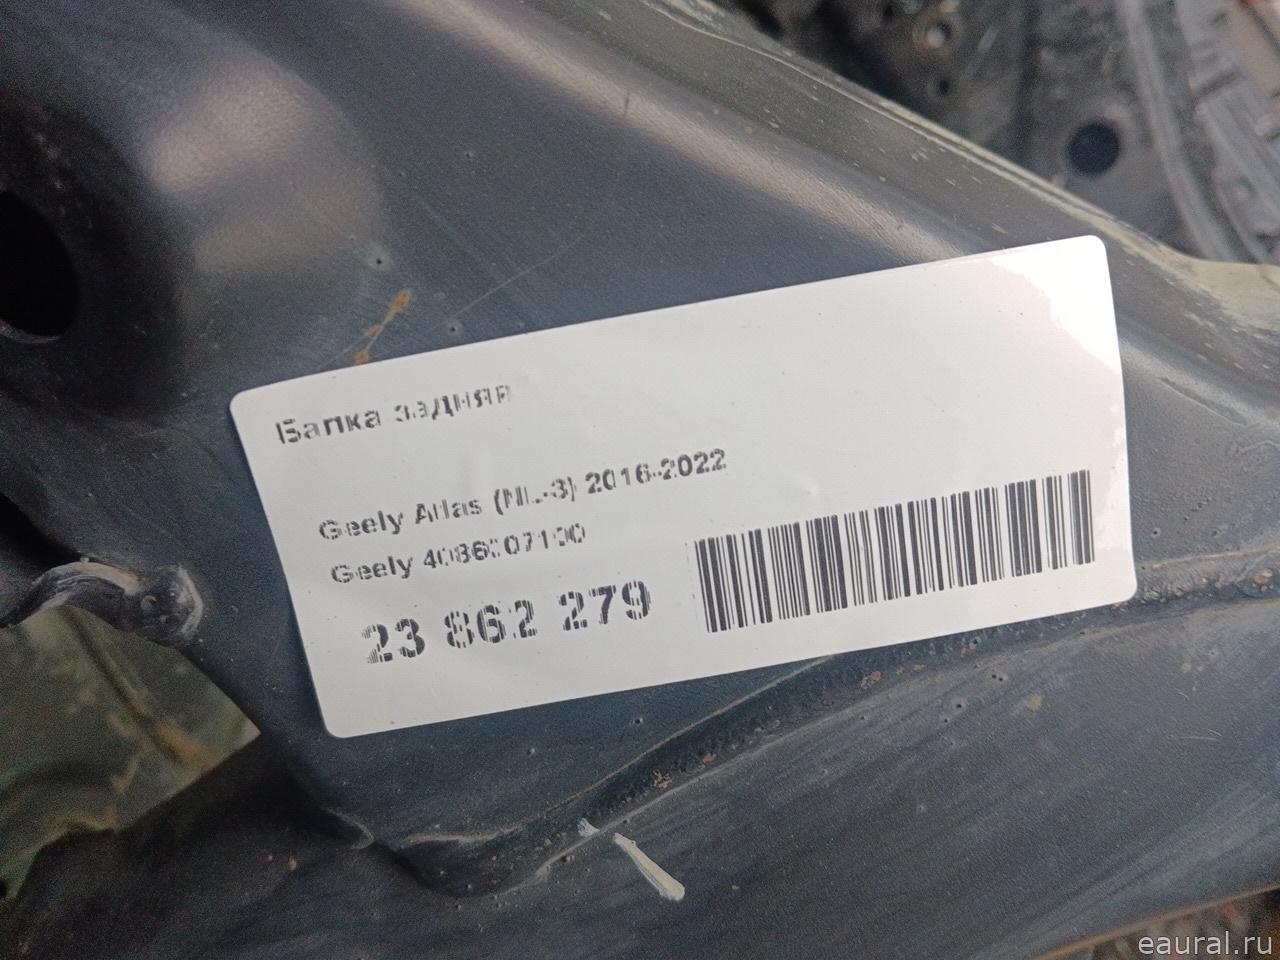 Балка задняя
Geely Atlas (NL-3) 2016-2022
Geely 4086007100
23 862 279
eaural.ru